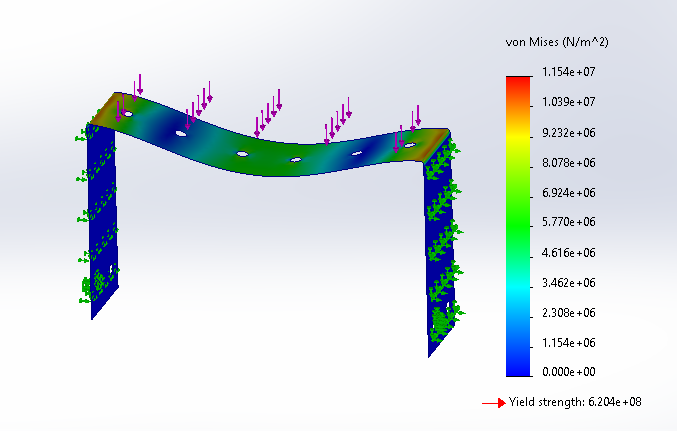 von Mises (N/m^2)
1.154e+07
1.039e+07
9.232e+06
8.078e+06
6.924e+06
5.770e+06
4.616e+06
3.462e+06
2.308e+06
1.154e+06
0.000e+00
Yield strength: 6.204e+08